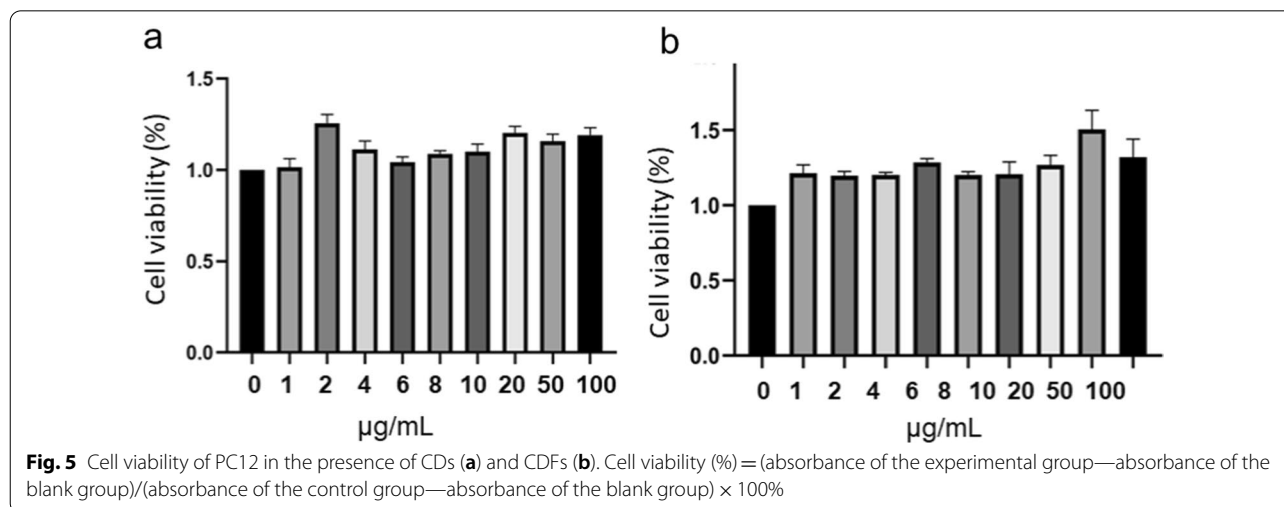 a
b
1.5
1.0
0.5
0.0
Cell viability (%)
0 1 2 4 6 8 10 20 50 100
µg/mL
1.5
1.0
0.5
0.0
Cell viability (%)
0 1 2 4 6 8 10 20 50 100
µg/mL
Fig. 5 Cell viability of PC12 in the presence of CDs (a) and CDFs (b). Cell viability (%) = (absorbance of the experimental group—absorbance of the
blank group)/(absorbance of the control group—absorbance of the blank group) × 100%